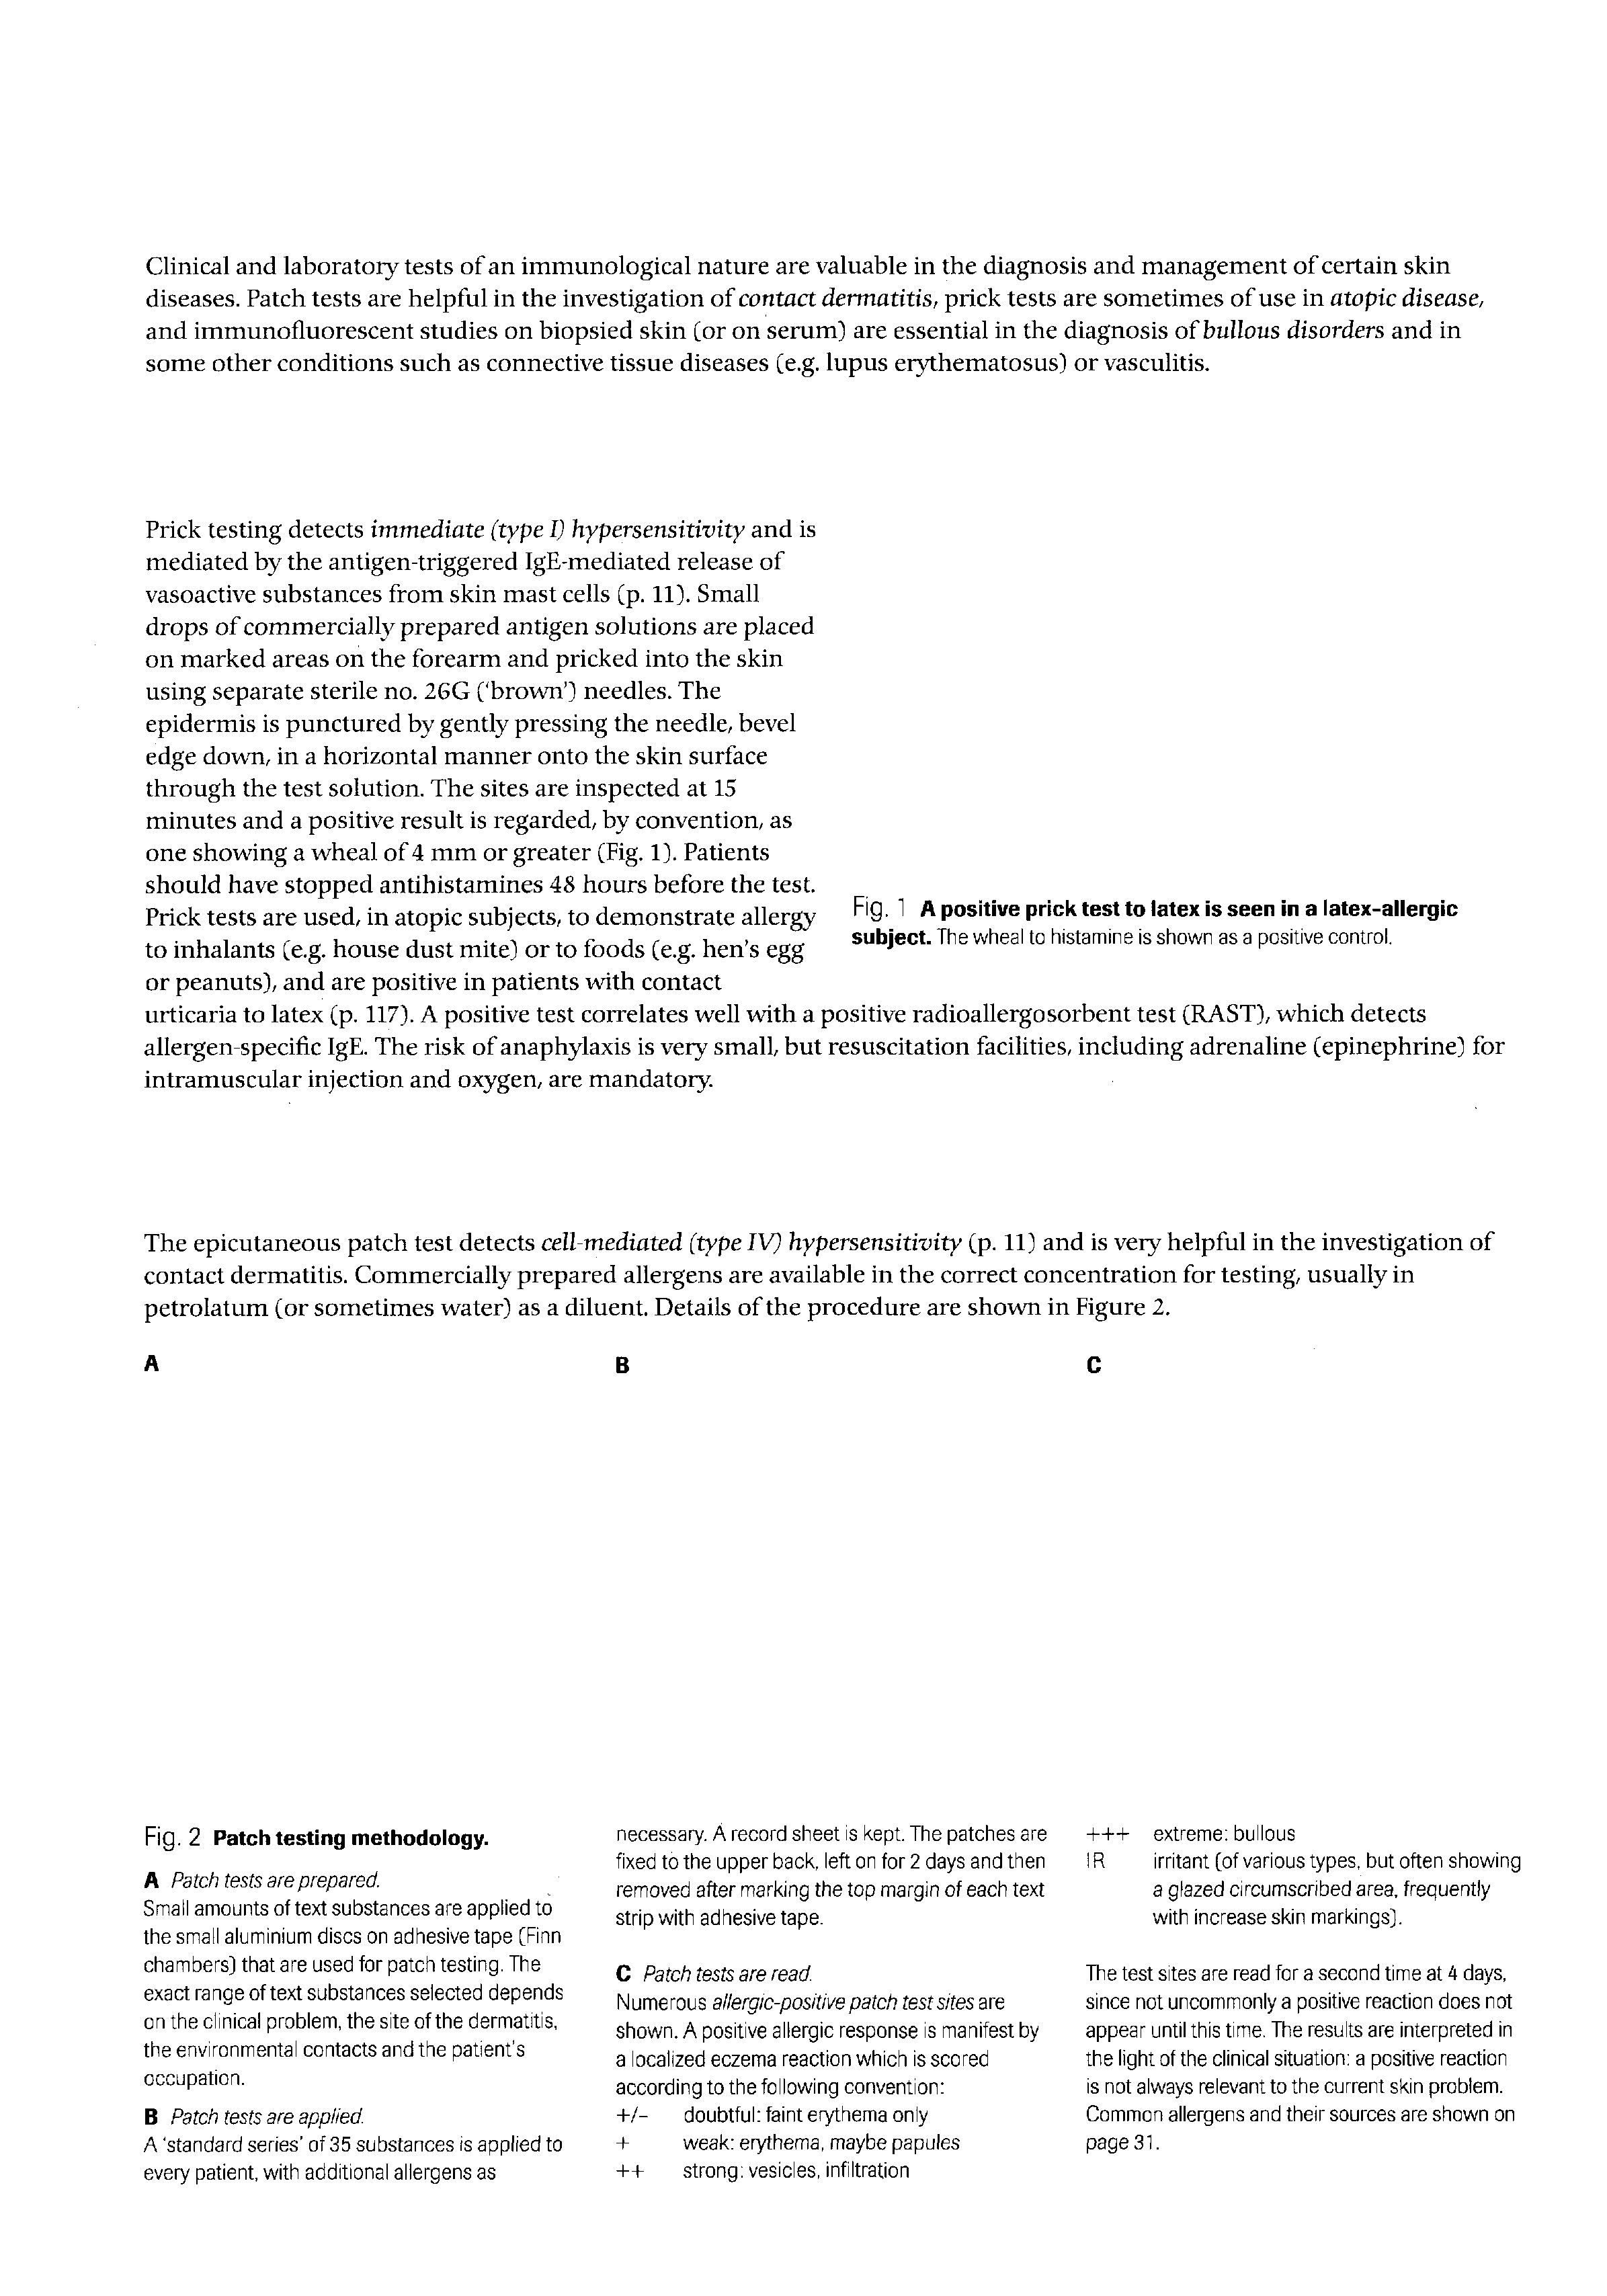 Clinical and laboratory tests of an immunological nature are valuable in the diagnosis and management of certain skin
diseases. Patch tests are helpful in the investigation of contact dermatitis, prick tests are sometimes of use in atopic disease,
and immunofluorescent studies on biopsied skin (or on serum) are essential in the diagnosis of bullous disorders and in
some other conditions such as connective tissue diseases (e.g. lupus erythematosus) or vasculitis.
Prick testing detects immediate (type I) hypersensitivity and is
mediated by the antigen-triggered IgE-mediated release of
vasoactive substances from skin mast cells (p. 11). Small
drops of commercially prepared antigen solutions are placed
on marked areas on the forearm and pricked into the skin
using separate sterile no. 26G ('brown') needles. The
epidermis is punctured by gently pressing the needle, bevel
edge down, in a horizontal manner onto the skin surface
through the test solution. The sites are inspected at 15
minutes and a positive result is regarded, by convention, as
one showing a wheal of 4 mm or greater (Fig. 1). Patients
should have stopped antihistamines 48 hours before the test.
Prick tests are used, in atopic subjects, to demonstrate allergy
to inhalants (e.g. house dust mite) or to foods (e.g. hen's egg
or peanuts), and are positive in patients with contact
urticaria to latex (p. 117). A positive test correlates well with a positive radioallergosorbent test (RAST), which detects
allergen-specific IgE. The risk of anaphylaxis is very small, but resuscitation facilities, including adrenaline (epinephrine) for
intramuscular injection and oxygen, are mandatory.
Fig. 1 A positive prick test to latex is seen in a latex-allergic
subject. The wheal to histamine is shown as a positive control.
The epicutaneous patch test detects cell-mediated (type IV) hypersensitivity (p. 11) and is very helpful in the investigation of
contact dermatitis. Commercially prepared allergens are available in the correct concentration for testing, usually in
petrolatum (or sometimes water) as a diluent. Details of the procedure are shown in Figure 2.
A
B
C
Fig. 2 Patch testing methodology.
A Patch tests are prepared.
Small amounts of text substances are applied to
the small aluminium discs on adhesive tape (Finn
chambers) that are used for patch testing. The
exact range of text substances selected depends
on the clinical problem, the site of the dermatitis,
the environmental contacts and the patient's
occupation.
B Patch tests are applied.
A 'standard series' of 35 substances is applied to
every patient, with additional allergens as
necessary. A record sheet is kept. The patches are
fixed to the upper back, left on for 2 days and then
removed after marking the top margin of each text
strip with adhesive tape.
C Patch tests are read.
Numerous allergic-positive patch test sites are
shown. A positive allergic response is manifest by
a localized eczema reaction which is scored
according to the following convention:
+/- doubtful: faint erythema only
+ weak: erythema, maybe papules
++ strong: vesicles, infiltration
+++ extreme: bullous
IR irritant (of various types, but often showing
a glazed circumscribed area, frequently
with increase skin markings).
The test sites are read for a second time at 4 days,
since not uncommonly a positive reaction does not
appear until this time. The results are interpreted in
the light of the clinical situation: a positive reaction
is not always relevant to the current skin problem.
Common allergens and their sources are shown on
page 31.